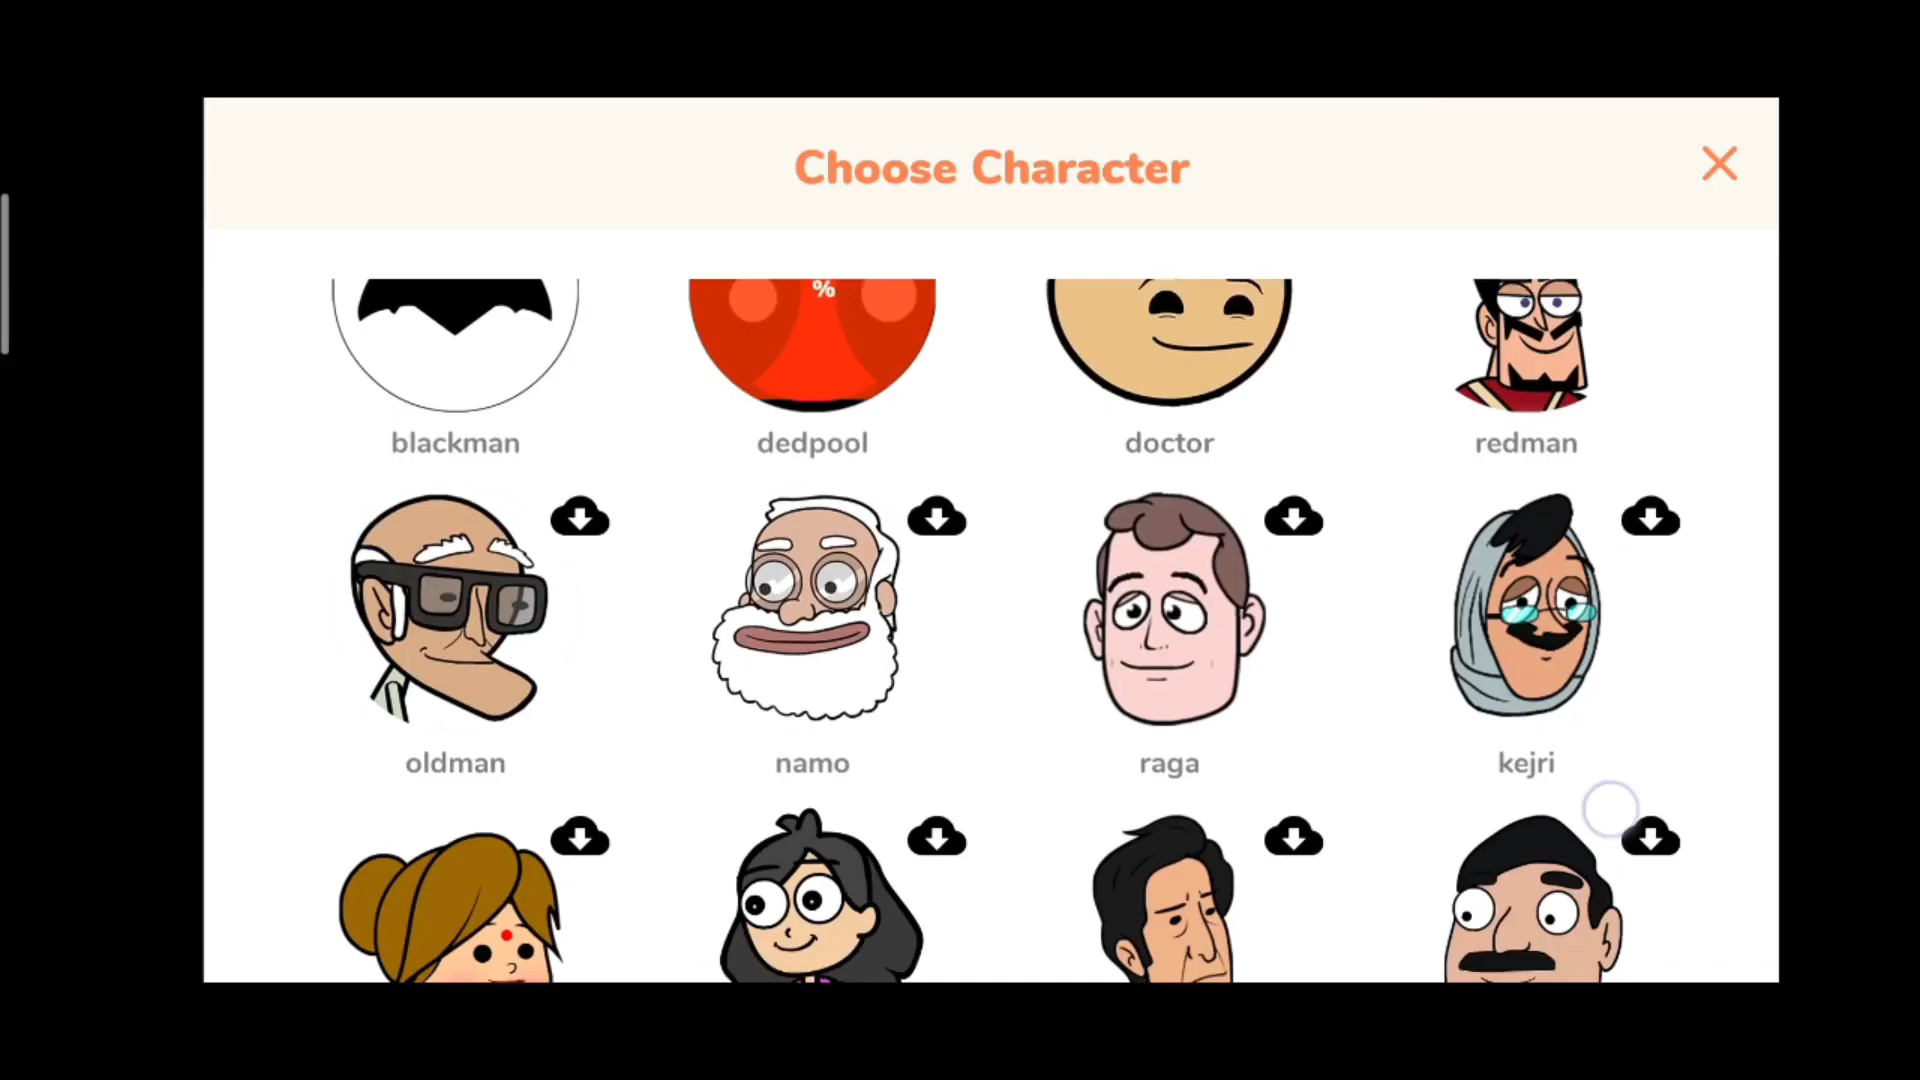 Choose Character
%
blackman
dedpool
doctor
redman
oldman
namo
raga
kejri